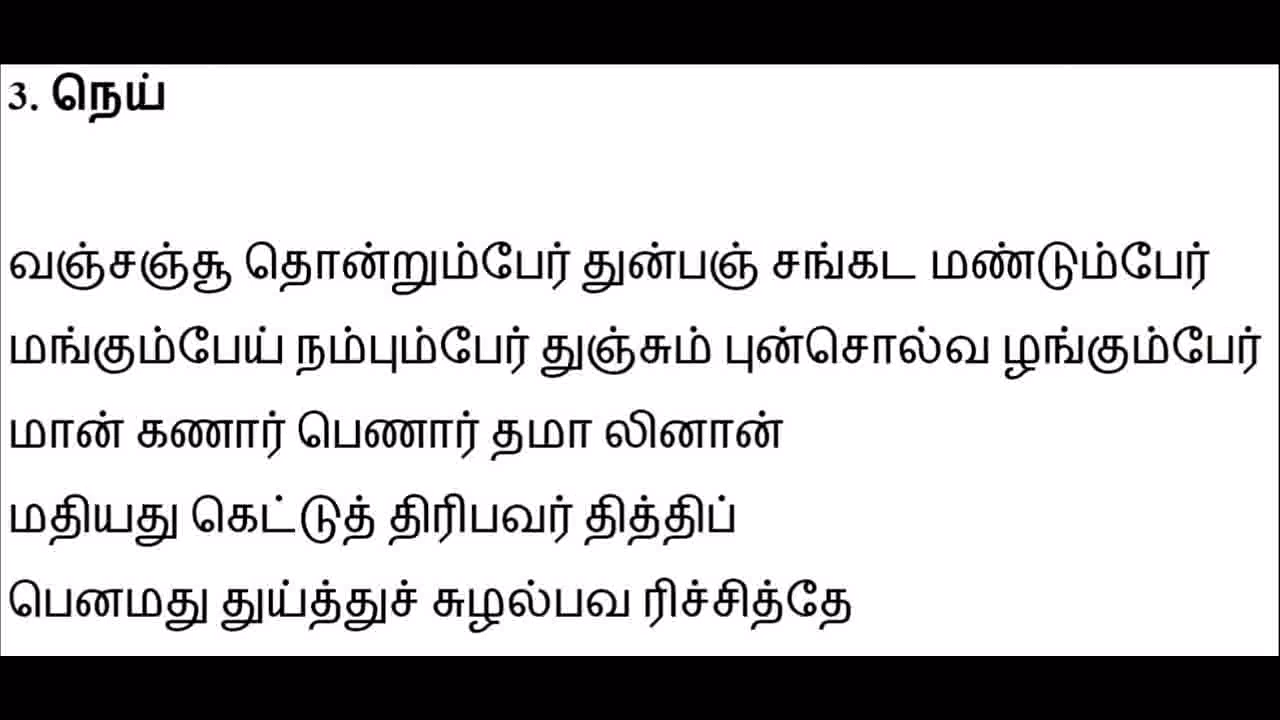 3. நெய்
வஞ்சஞ்சூ தொன்றும்பேர் துன்பஞ் சங்கட மண்டும்பேர்
மங்கும்பேய் நம்பும்பேர் துஞ்சும் புன்சொல்வ ழங்கும்பேர்
மான் கணார் பெணார் தமா லினான்
மதியது கெட்டுத் திரிபவர் தித்திப்
பெனமது துய்த்துச் சுழல்பவ ரிச்சித்தே